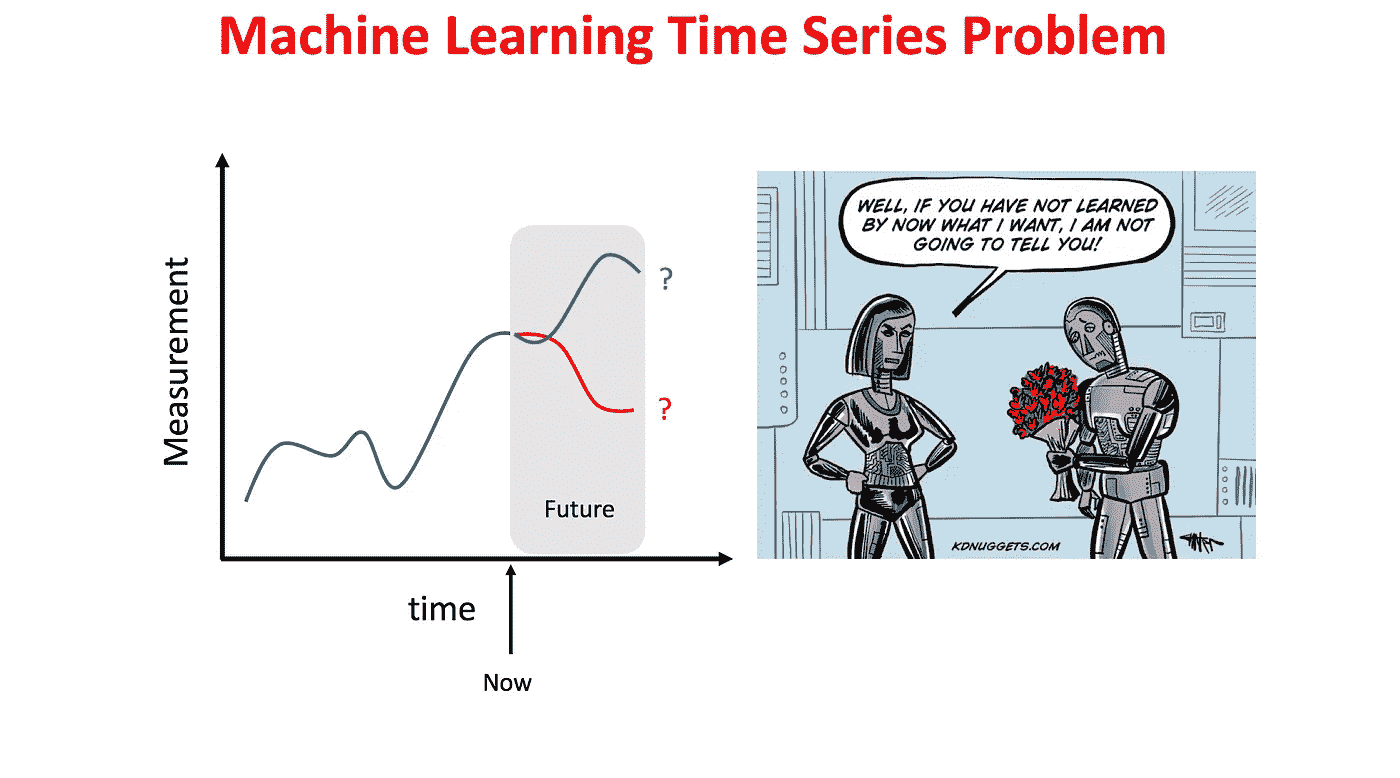 Machine Learning Time Series Problem
Measurement
?
?
Future
time
Now
WELL, IF YOU HAVE NOT LEARNED
BY NOW WHAT I WANT, I AM NOT
GOING TO TELL YOU!
KDNUGGETS.COM